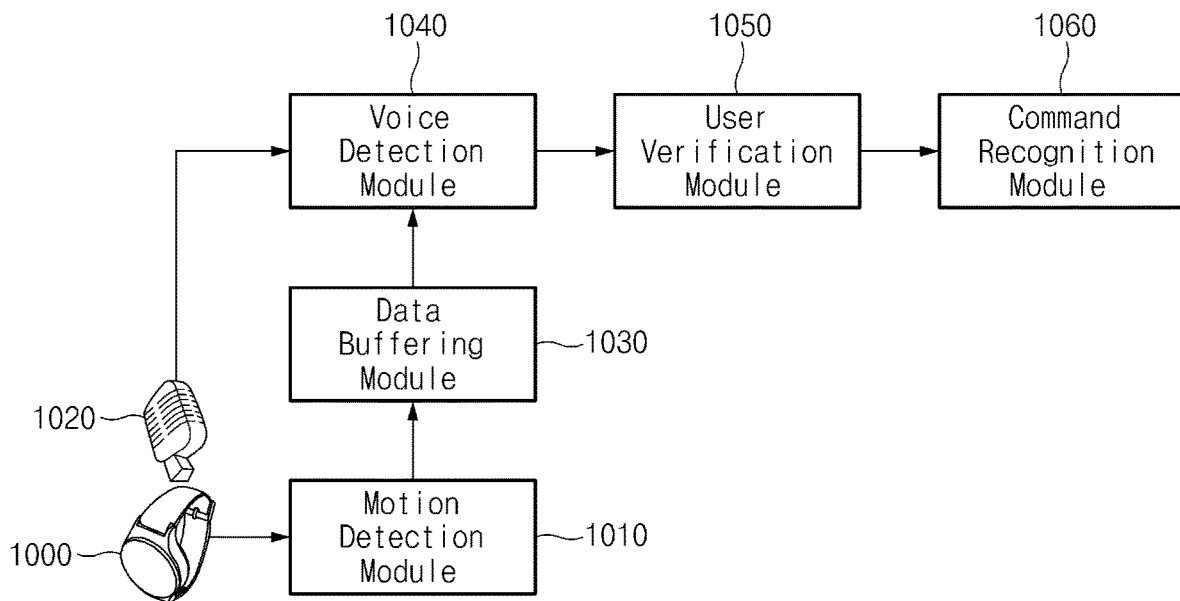 1040
1050
1060
Voice
Detection
Module
User
Verification
Module
Command
Recognition
Module
Data
Buffering
Module
1030
1020
Motion
Detection
Module
1010
1000